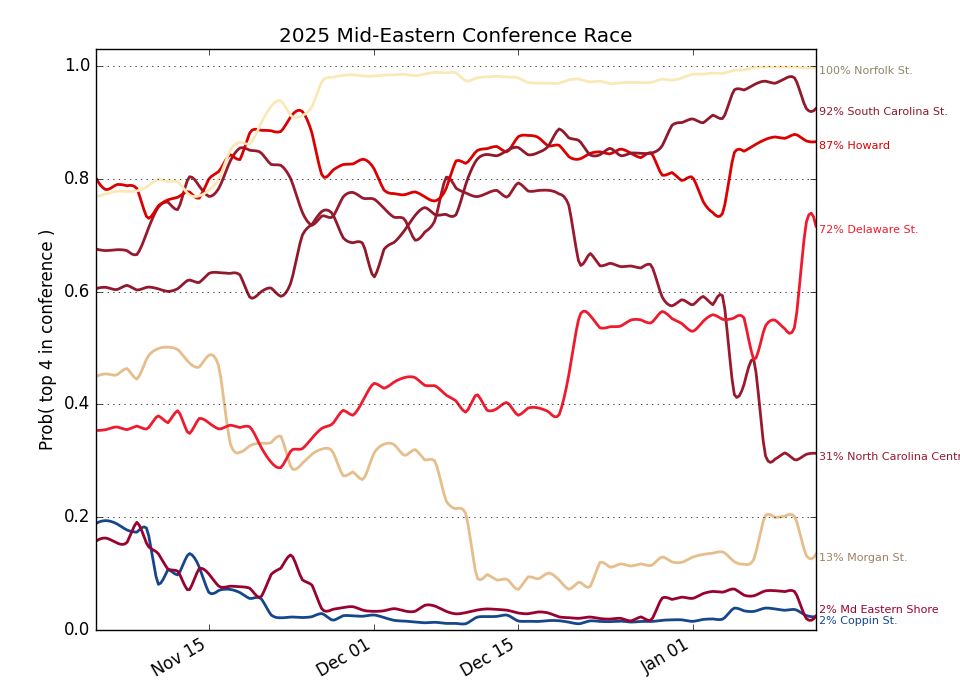 2025 Mid-Eastern Conference Race
Prob( top 4 in conference )
1.0
0.8
0.6
0.4
0.2
0.0
Nov 15
Dec 01
Dec 15
Jan 01
100% Norfolk St.
92% South Carolina St.
87% Howard
72% Delaware St.
31% North Carolina Centr
13% Morgan St.
2% Md Eastern Shore
2% Coppin St.